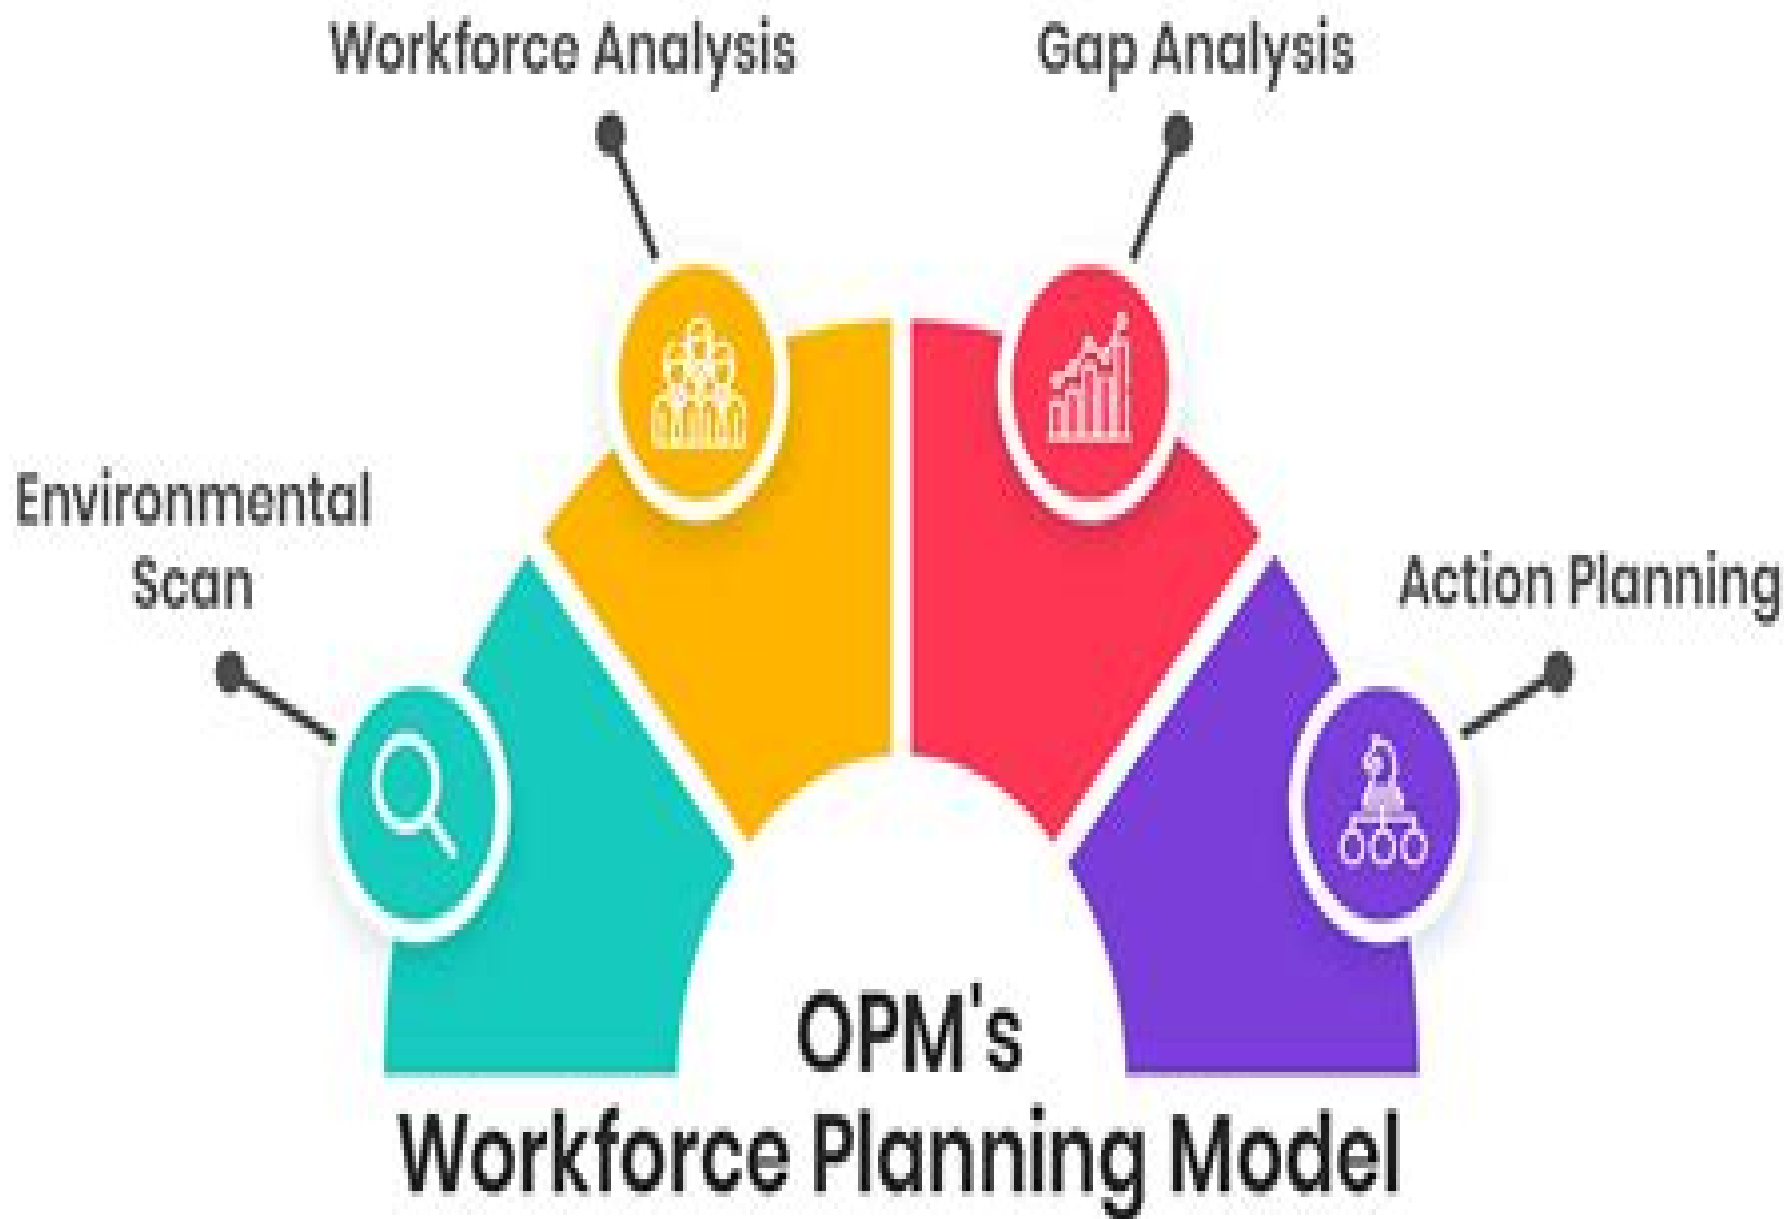 Workforce Analysis
Gap Analysis
Environmental
Scan
Action Planning
OPM's
Workforce Planning Model